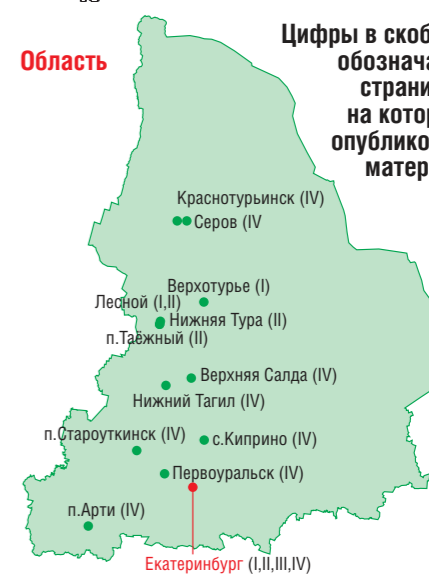 Область
Цифры в скоб
обознача
страни
на котор
опублико
матер
Краснотурьинск (IV)
Серов (IV
Верхотурье (I)
Лесной (I,II)
Нижняя Тура (II)
п.Таёжный (II)
Верхняя Салда (IV)
Нижний Тагил (IV)
п.Староуткинск (IV)
с.Киприно (IV)
Первоуральск (IV)
п.Арти (IV)
Екатеринбург (I,II,III,IV)